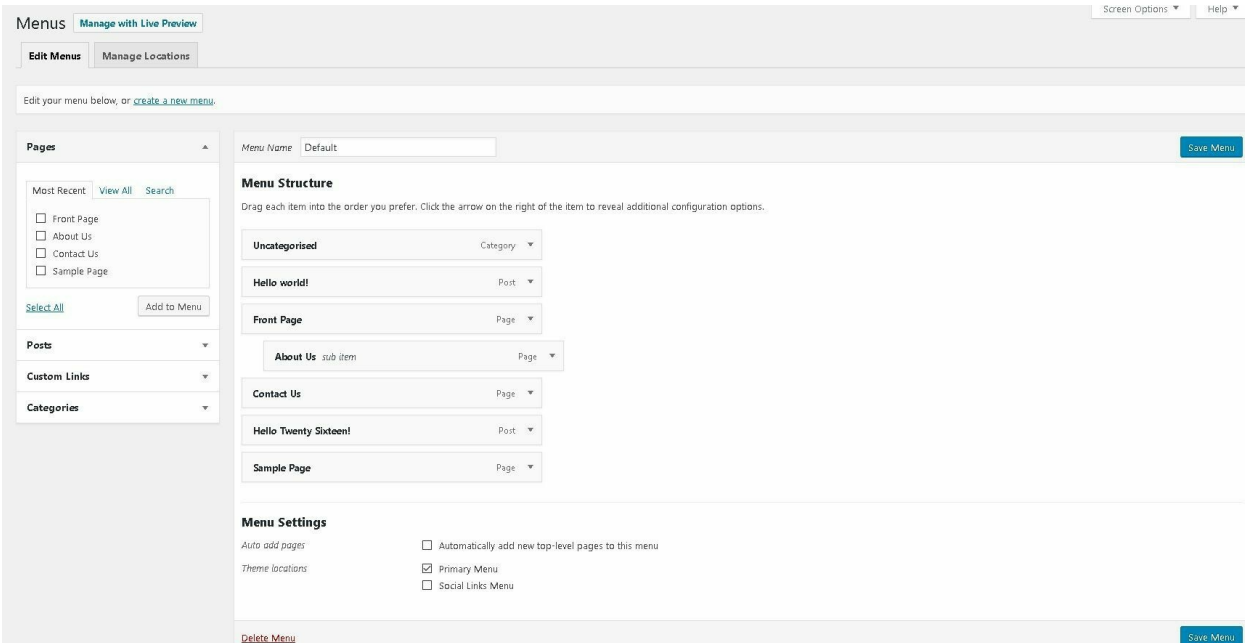 Screen Options Help
Menus Manage with Live Preview
Edit Menus Manage Locations
Edit your menu below, or create a new menu.
Pages
Most Recent View All Search
Front Page
About Us
Contact Us
Sample Page
Select All Add to Menu
Posts
Custom Links
Categories
Menu Name Default Save Menu
Menu Structure
Drag each item into the order you prefer. Click the arrow on the right of the item to reveal additional configuration options.
Uncategorised Category
Hello world! Post
Front Page Page
About Us sub item Page
Contact Us Page
Hello Twenty Sixteen! Post
Sample Page Page
Menu Settings
Auto add pages Automatically add new top-level pages to this menu
Theme locations Primary Menu
Social Links Menu
Delete Menu Save Menu